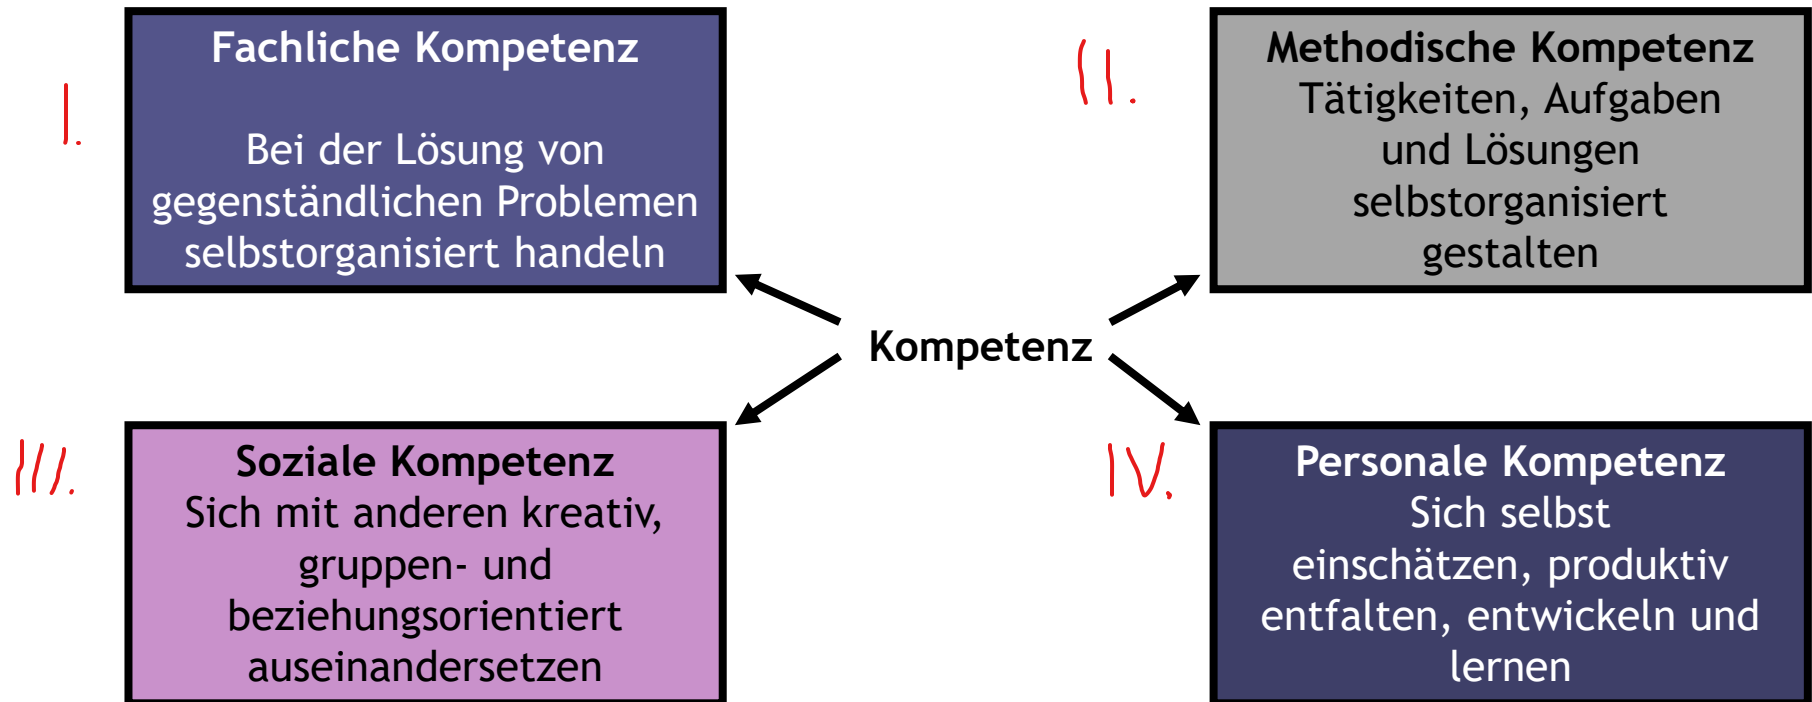 I.
Fachliche Kompetenz
Bei der Lösung von
gegenständlichen Problemen
selbstorganisiert handeln
II.
Methodische Kompetenz
Tätigkeiten, Aufgaben
und Lösungen
selbstorganisiert
gestalten
Kompetenz
III.
Soziale Kompetenz
Sich mit anderen kreativ,
gruppen- und
beziehungsorientiert
auseinandersetzen
IV.
Personale Kompetenz
Sich selbst
einschätzen, produktiv
entfalten, entwickeln und
lernen